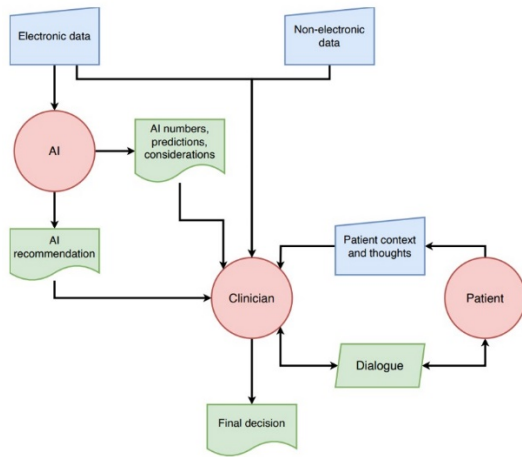 Electronic data
Non-electronic
data
AI
AI numbers,
predictions,
considerations
AI
recommendation
Clinician
Patient context
and thoughts
Patient
Dialogue
Final decision